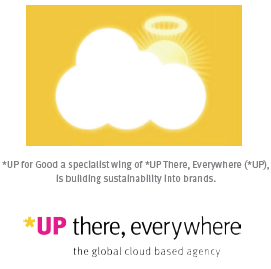 *UP for Good a specialist wing of *UP There, Everywhere (*UP),
is building sustainability into brands.
*UP there, everywhere
the global cloud based agency